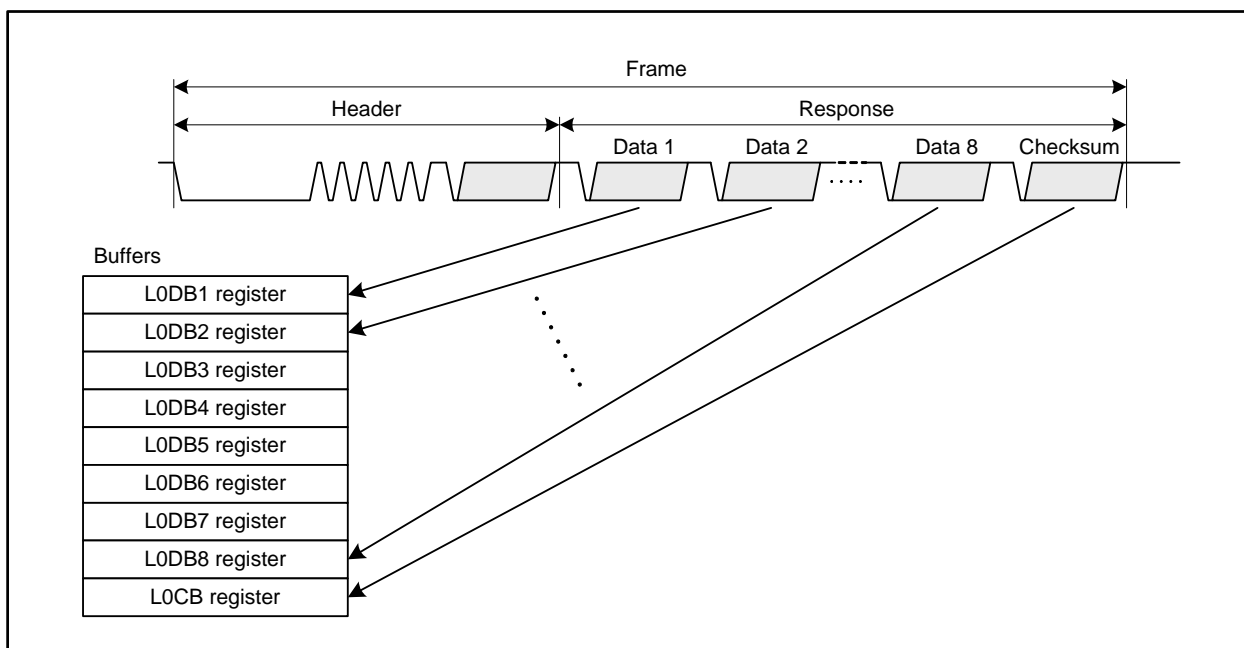 Frame
Header
Response
Data 1
Data 2
Data 8
Checksum
Buffers
L0DB1 register
L0DB2 register
L0DB3 register
L0DB4 register
L0DB5 register
L0DB6 register
L0DB7 register
L0DB8 register
L0CB register